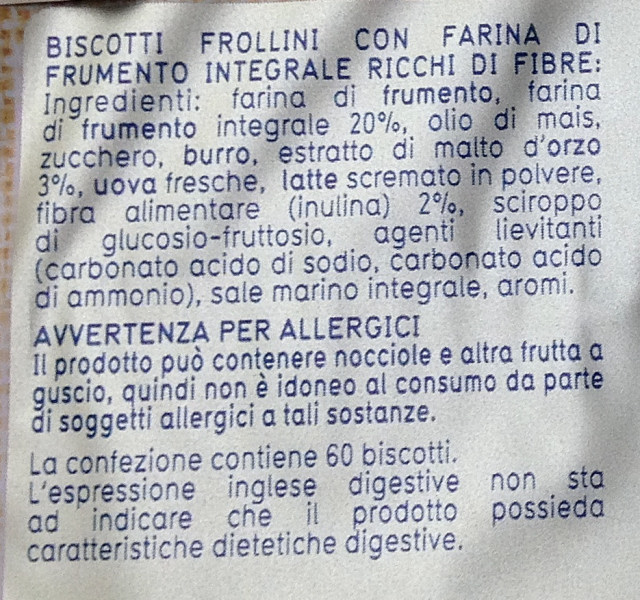 BISCOTTI FROLLINI CON FARINA DI
FRUMENTO INTEGRALE RICCHI DI FIBRE:
Ingredienti: farina di frumento, farina
di frumento integrale 20%, olio di mais,
zucchero, burro, estratto di malto d'orzo
3%, uova fresche, latte scremato in polvere,
fibra alimentare (inulina) 2%, sciroppo
di glucosio-fruttosio, agenti lievitanti
(carbonato acido di sodio, carbonato acido
di ammonio), sale marino integrale, aromi.
AVVERTENZA PER ALLERGICI
Il prodotto può contenere nocciole e altra frutta a
guscio, quindi non è idoneo al consumo da parte
di soggetti allergici a tali sostanze.
La confezione contiene 60 biscotti.
L'espressione inglese digestive non sta
ad indicare che il prodotto possieda
caratteristiche dietetiche digestive.